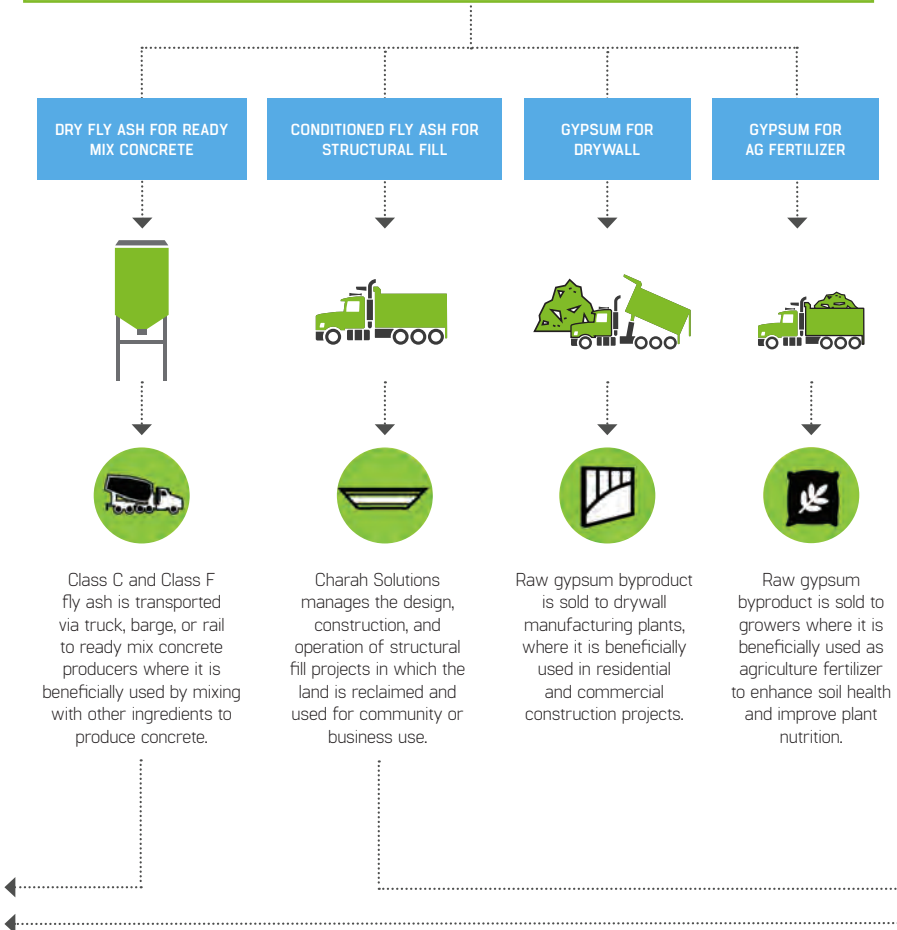 DRY FLY ASH FOR READY
MIX CONCRETE
CONDITIONED FLY ASH FOR
STRUCTURAL FILL
GYPSUM FOR
DRYWALL
GYPSUM FOR
AG FERTILIZER
Class C and Class F
fly ash is transported
via truck, barge, or rail
to ready mix concrete
producers where it is
beneficially used by mixing
with other ingredients to
produce concrete.
Charah Solutions
manages the design,
construction, and
operation of structural
fill projects in which the
land is reclaimed and
used for community or
business use.
Raw gypsum byproduct
is sold to drywall
manufacturing plants,
where it is beneficially
used in residential
and commercial
construction projects.
Raw gypsum
byproduct is sold to
growers where it is
beneficially used as
agriculture fertilizer
to enhance soil health
and improve plant
nutrition.